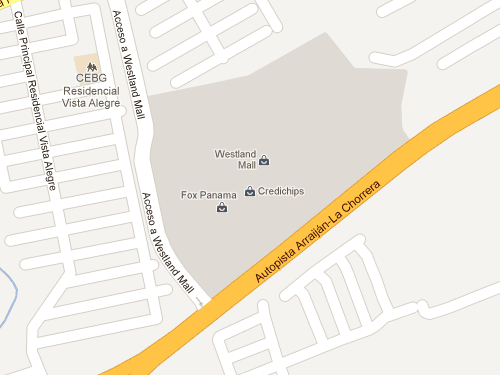 Acceso a Westland Mall
Calle Principal Residencial Vista Alegre
CEBG
Residencial
Vista Alegre
Westland
Mall
Fox Panama
Credichips
Acceso a Westland Mall
Autopista Arraiján-La Chorrera